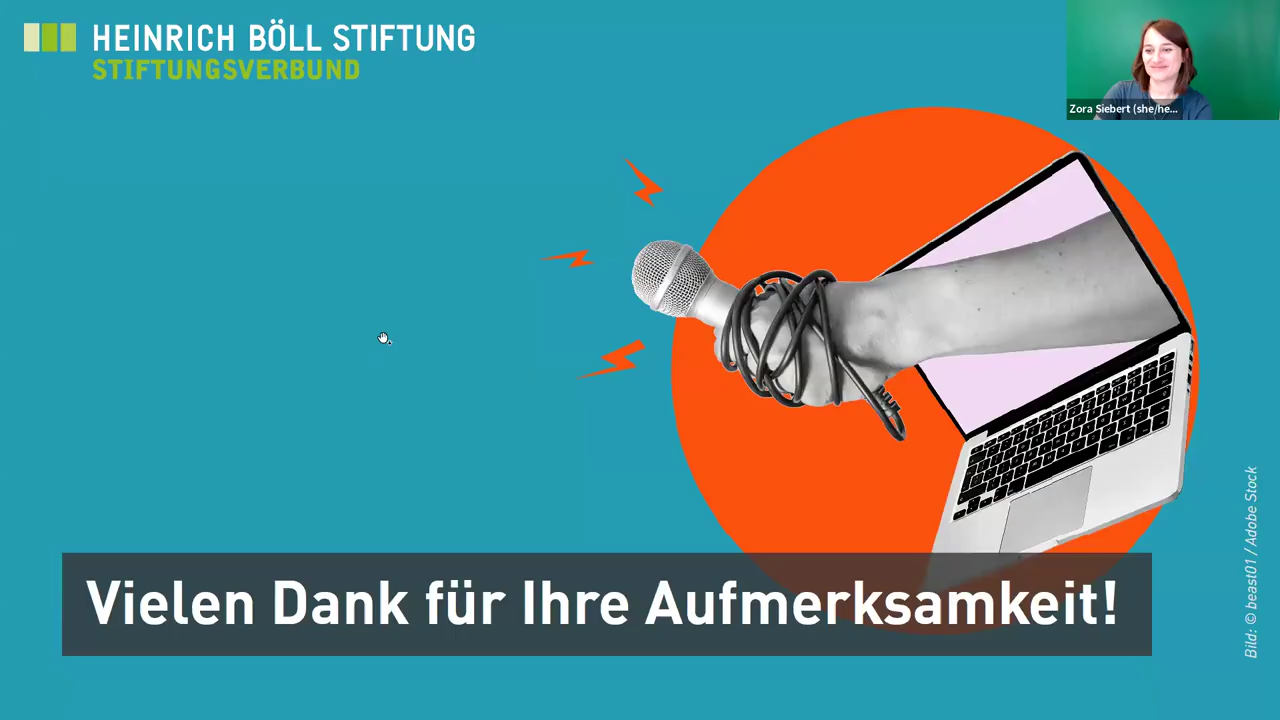 HEINRICH BÖLL STIFTUNG
STIFTUNGSVERBUND
Zora Siebert (she/he...
Vielen Dank für Ihre Aufmerksamkeit!
Bild: © beast01 / Adobe Stock